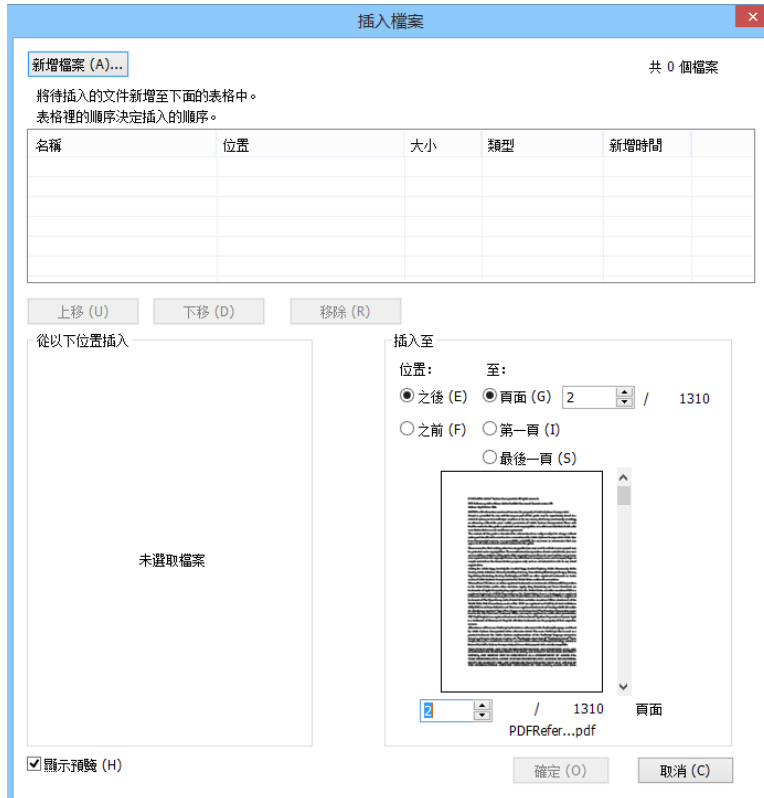 插入檔案
新增檔案 (A)...
共 0 個檔案
將待插入的文件新增至下面的表格中。
表格裡的順序決定插入的順序。
名稱 位置 大小 類型 新增時間
上移 (U) 下移 (D) 移除 (R)
從以下位置插入
未選取檔案
插入至
位置: 至:
之後 (E) 頁面 (G) 2 / 1310
之前 (F) 第一頁 (I)
最後一頁 (S)
2 / 1310 頁面
PDFRefer...pdf
顯示預覽 (H)
確定 (O) 取消 (C)